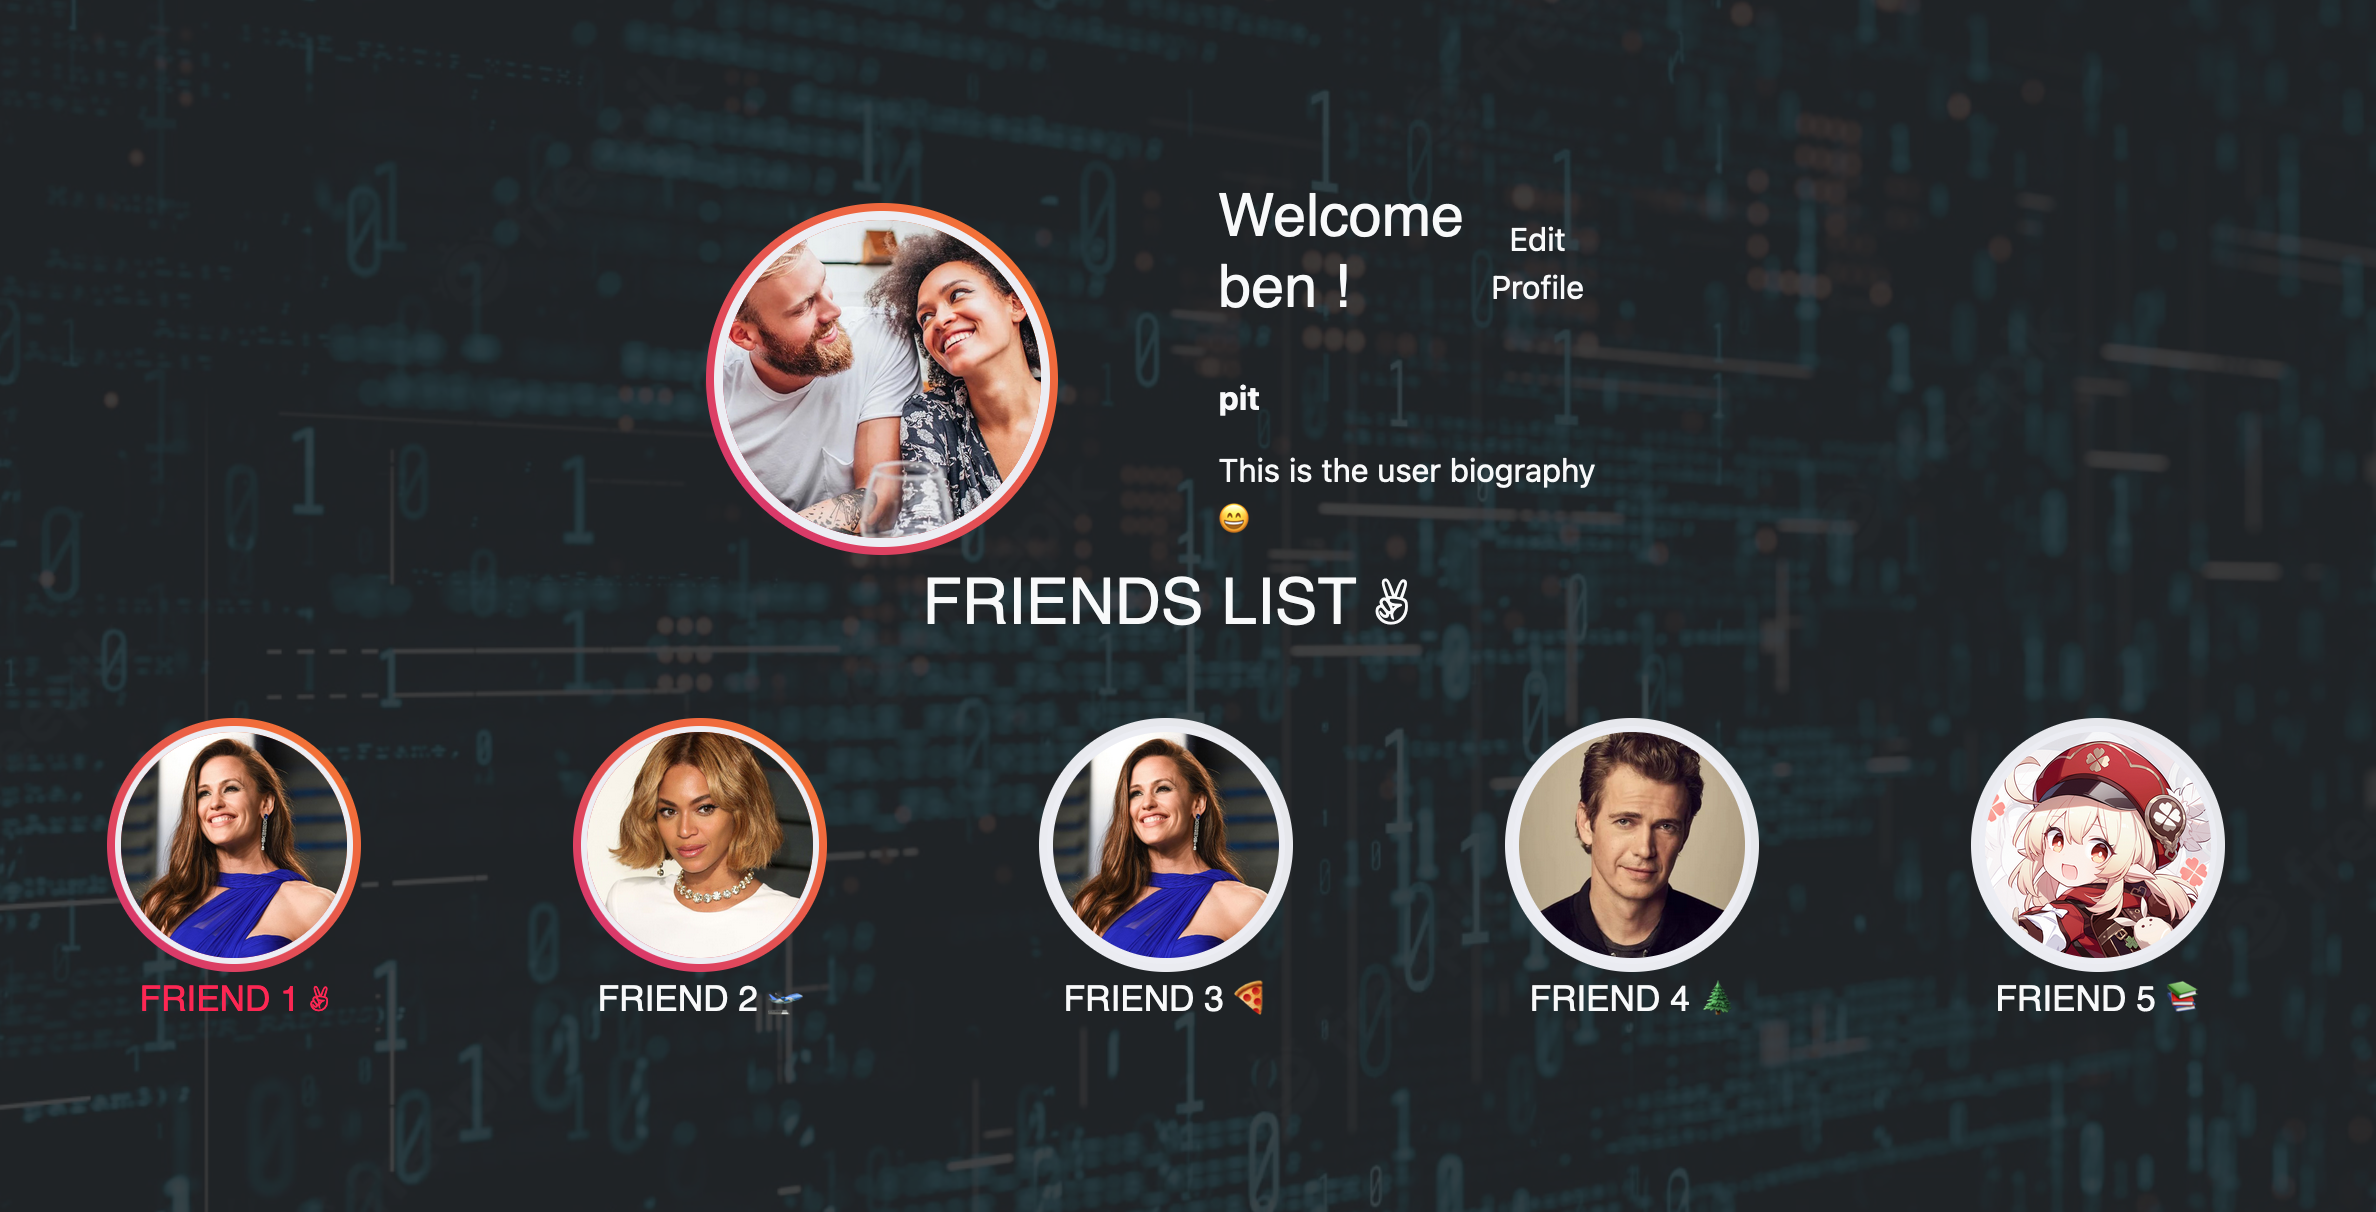 Welcome
ben !
Edit
Profile
pit
This is the user biography
😄
FRIENDS LIST ✌
FRIEND 1 ✌
FRIEND 2 🛫
FRIEND 3 🍕
FRIEND 4 🌲
FRIEND 5 📚